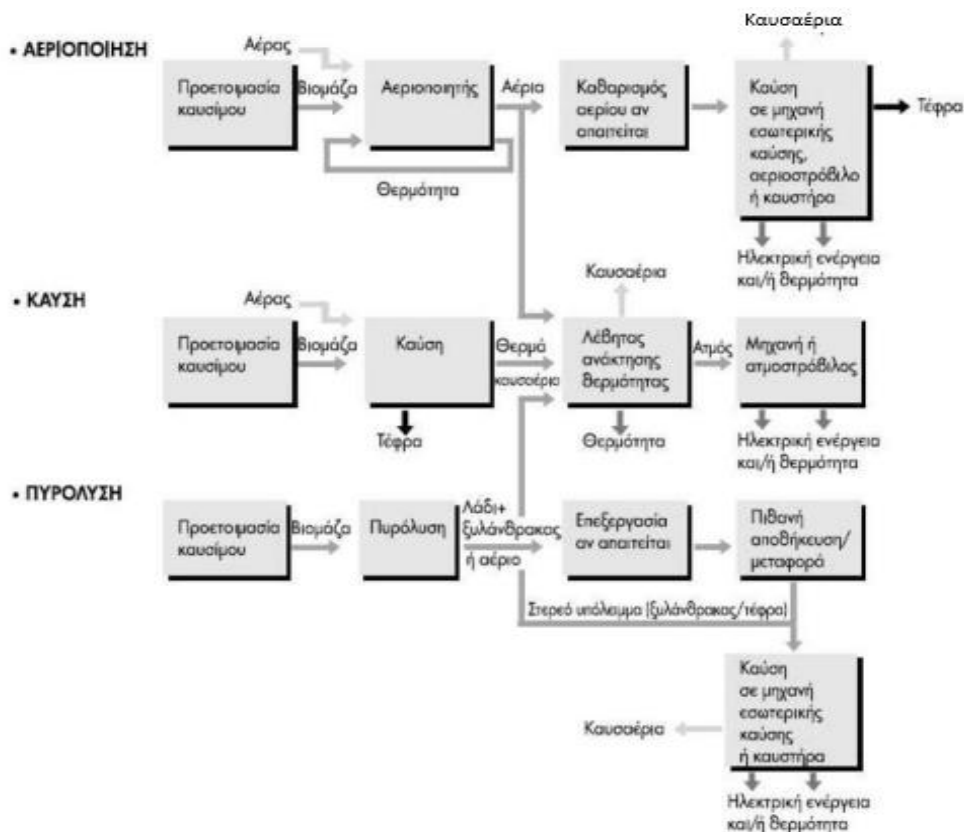 Καυσαέρια
• ΑΕΡΙΟΠΟΙΗΣΗ
Αέρας
Προετοιμασία
καυσίμου
Βιομάζα
Αεριοποιητής
Αέρια
Καθαρισμός
αερίου αν
απαιτείται
Καύση
σε μηχανή
εσωτερικής
καύσης,
αεριοστρόβιλο
ή καυστήρα
Τέφρα
Θερμότητα
Ηλεκτρική ενέργεια
και/ή θερμότητα
• ΚΑΥΣΗ
Αέρας
Καυσαέρια
Προετοιμασία
καυσίμου
Βιομάζα
Καύση
Θερμά
καυσαέρια
Λέβητας
ανάκτησης
θερμότητας
Ατμός
Μηχανή ή
ατμοστρόβιλος
Τέφρα
Θερμότητα
Ηλεκτρική ενέργεια
και/ή θερμότητα
• ΠΥΡΟΛΥΣΗ
Προετοιμασία
καυσίμου
Βιομάζα
Πυρόλυση
Λάδι+
ξυλάνθρακας
ή αέριο
Επεξεργασία
αν απαιτείται
Πιθανή
αποθήκευση/
μεταφορά
Στερεό υπόλειμμα (ξυλάνθρακας/τέφρα)
Καύση
σε μηχανή
εσωτερικής
καύσης
ή καυστήρα
Καυσαέρια
Ηλεκτρική ενέργεια
και/ή θερμότητα